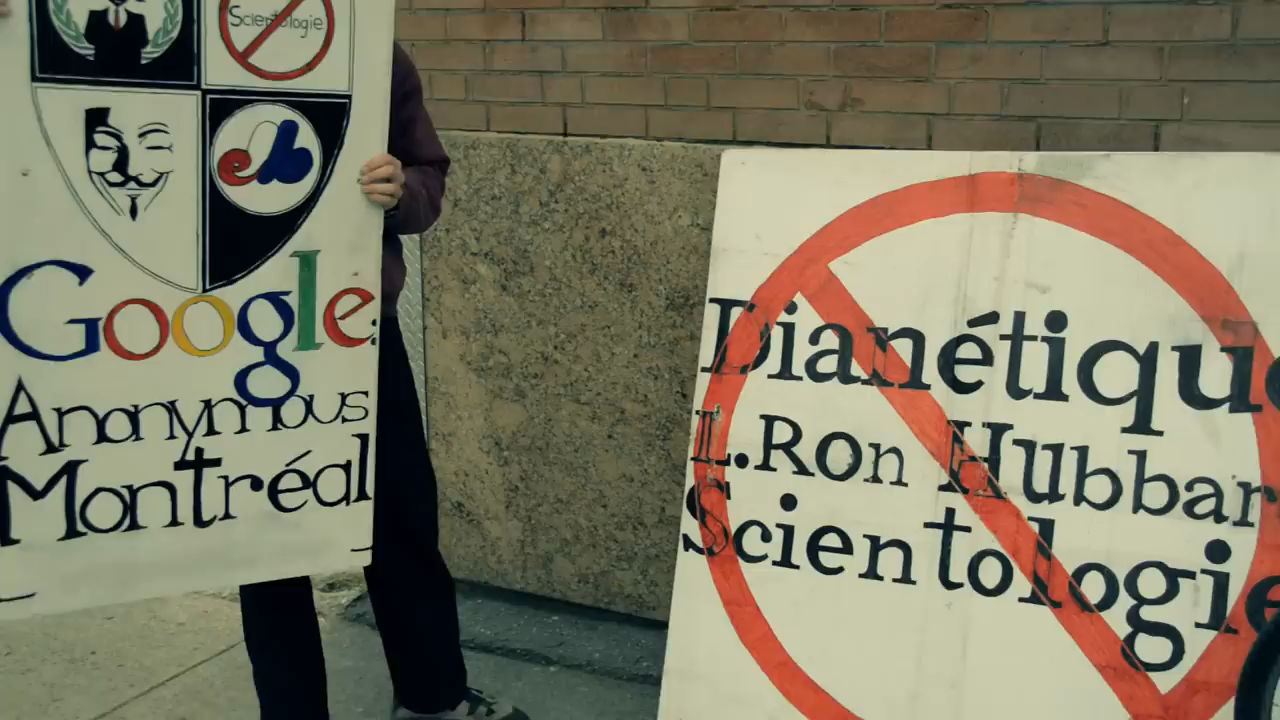 Scientologie
Google:
Anonymous
Montréal
Dianétique
L.Ron Hubbar
Scientologie